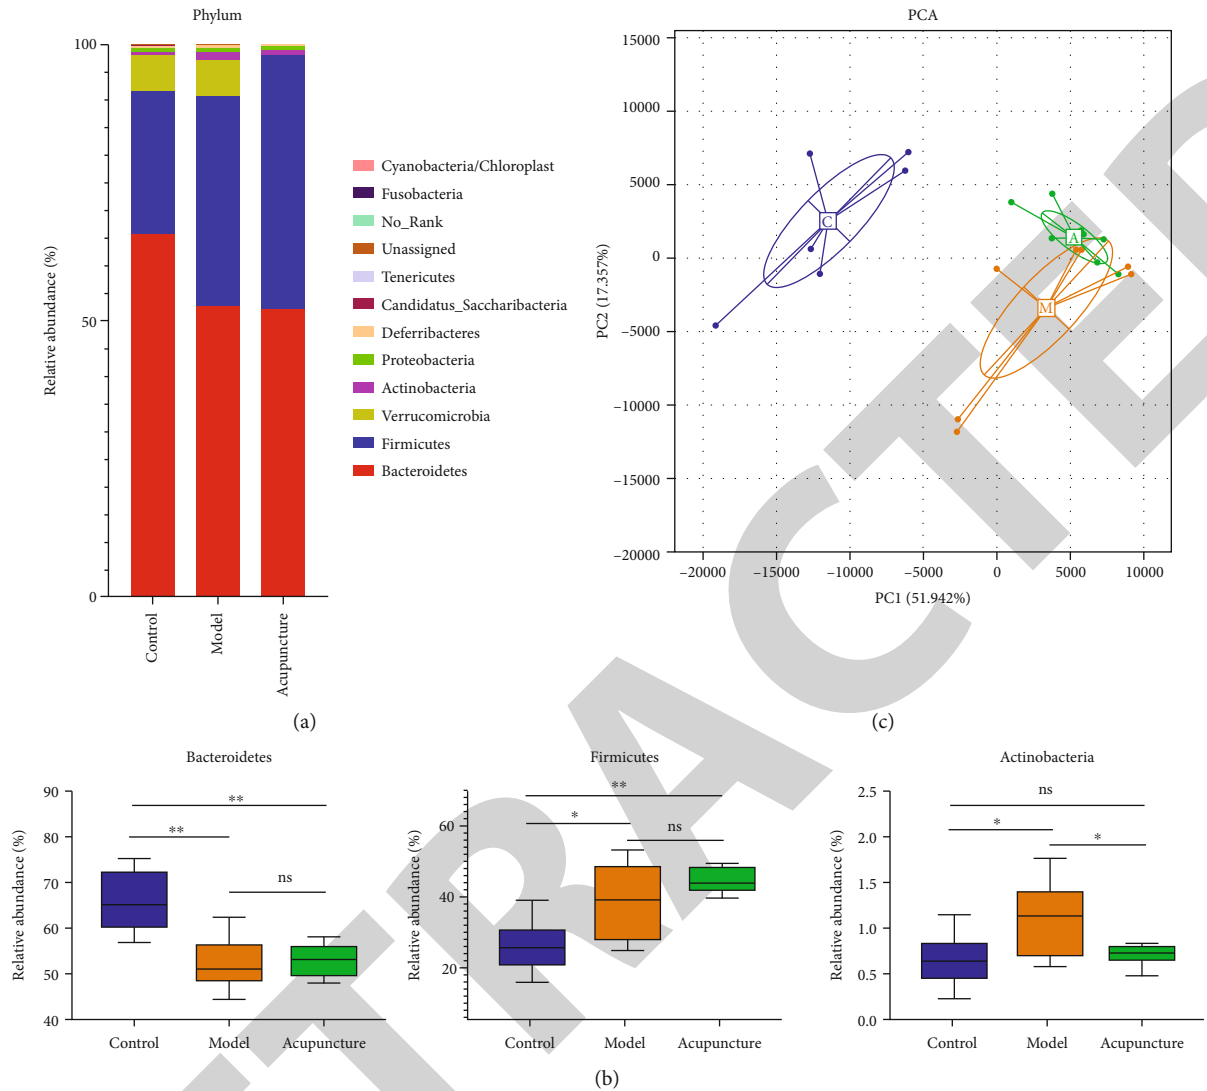 Phylum
100
50
0
Relative abundance (%)
Control
Model
Acupuncture
Cyanobacteria/Chloroplast
Fusobacteria
No_Rank
Unassigned
Tenericutes
Candidatus_Saccharibacteria
Deferribacteres
Proteobacteria
Actinobacteria
Verrucomicrobia
Firmicutes
Bacteroidetes
(a)
PCA
15000
10000
5000
0
−5000
−10000
−15000
−20000
PC2 (17.357%)
C
A
M
−20000 −15000 −10000 −5000 0 5000 10000
PC1 (51.942%)
(c)
Bacteroidetes
90
80
70
60
50
40
Relative abundance (%)
**
**
ns
Control Model Acupuncture
Firmicutes
60
40
20
Relative abundance (%)
**
*
ns
Control Model Acupuncture
Actinobacteria
2.5
2.0
1.5
1.0
0.5
0.0
Relative abundance (%)
ns
*
*
Control Model Acupuncture
(b)
TRACTED